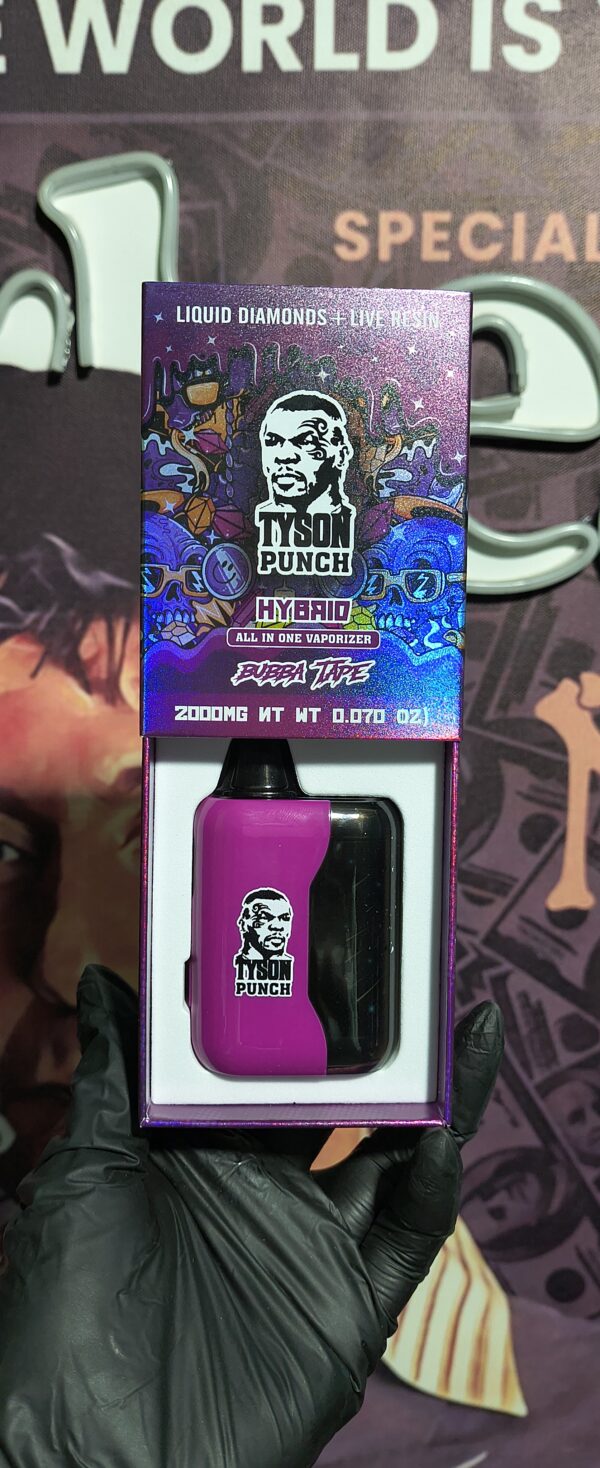 WORLD IS
SPECIAL
LIQUID DIAMONDS + LIVE RESIN
TYSON
PUNCH
HYBRID
ALL IN ONE VAPORIZER
BUBBA TAPE
2000MG NT WT 0.070 OZ)
TYSON
PUNCH